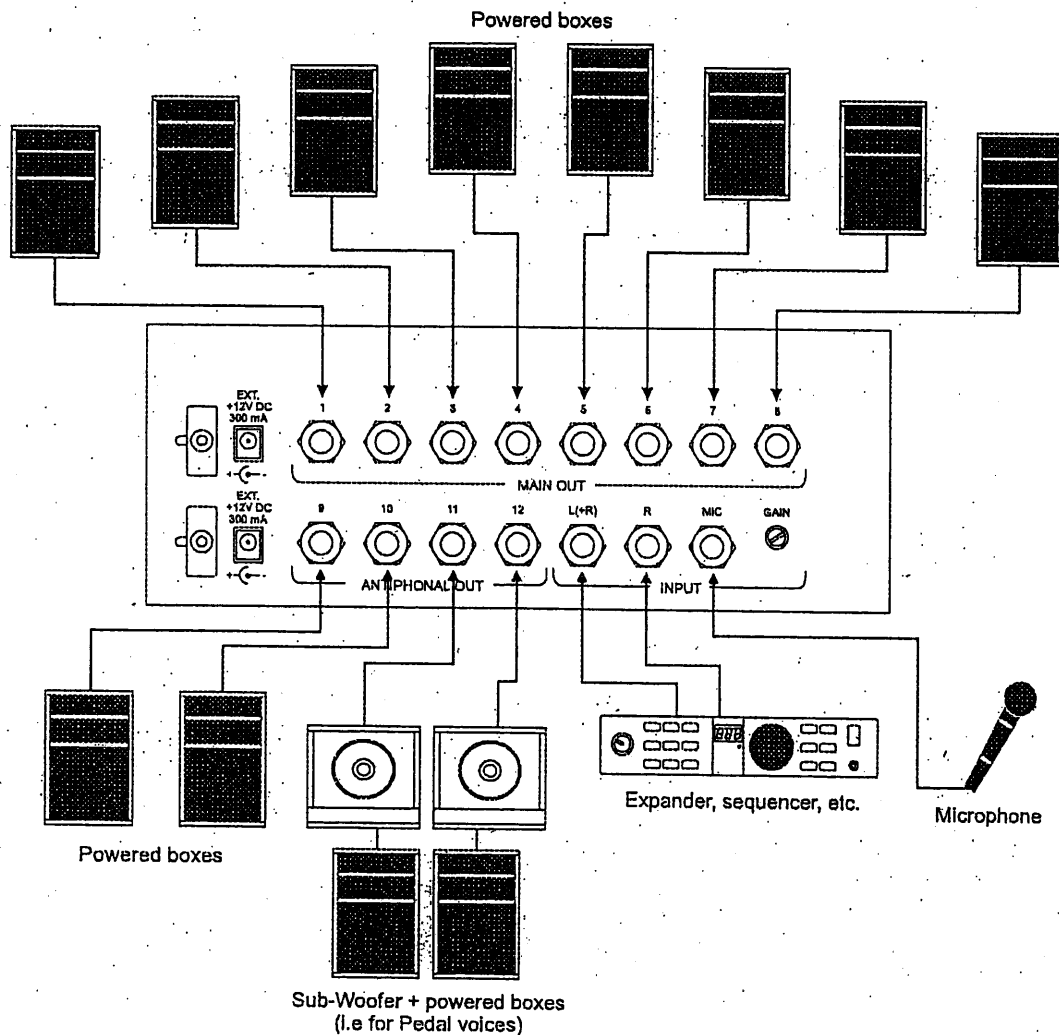 Powered boxes
EXT.
+12V DC
300 mA
1 2 3 4 5 6 7 8
+ -
MAIN OUT
EXT.
+12V DC
300 mA
9 10 11 12 L(+R) R MIC GAIN
+ -
ANTIPHONAL OUT INPUT
Powered boxes
Expander, sequencer, etc.
Microphone
Sub-Woofer + powered boxes
(i.e for Pedal voices)